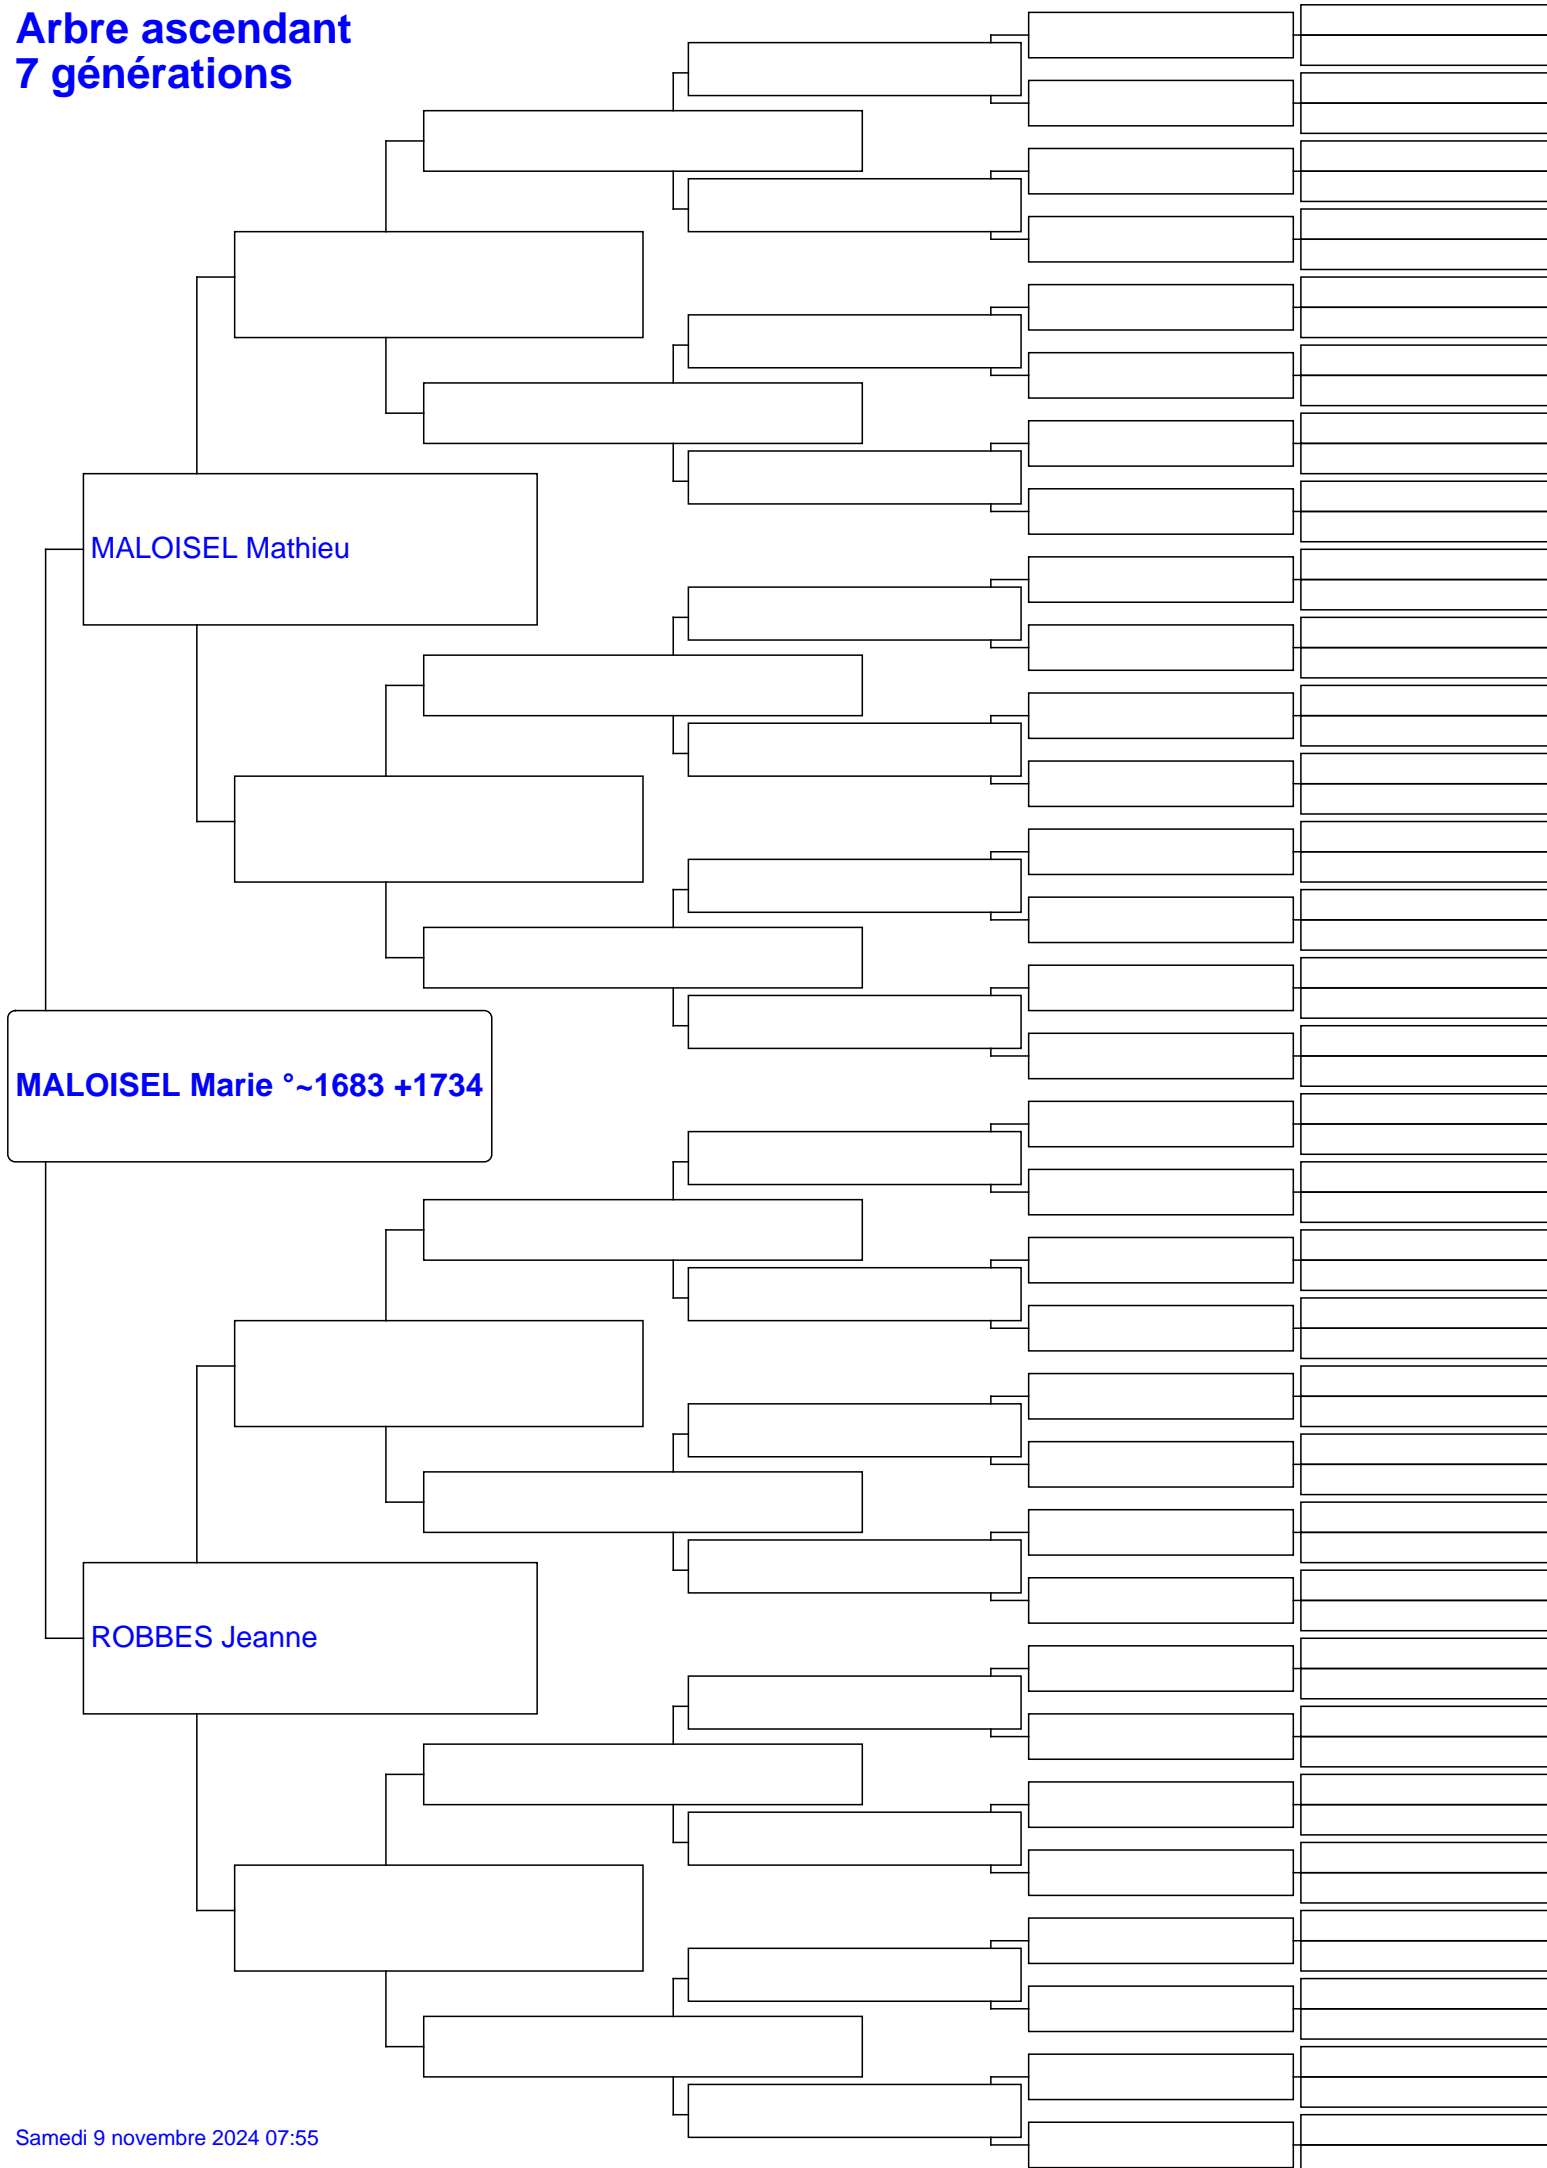 Arbre ascendant
7 générations
MALOISEL Mathieu
MALOISEL Marie °~1683 +1734
ROBBES Jeanne
Samedi 9 novembre 2024 07:55